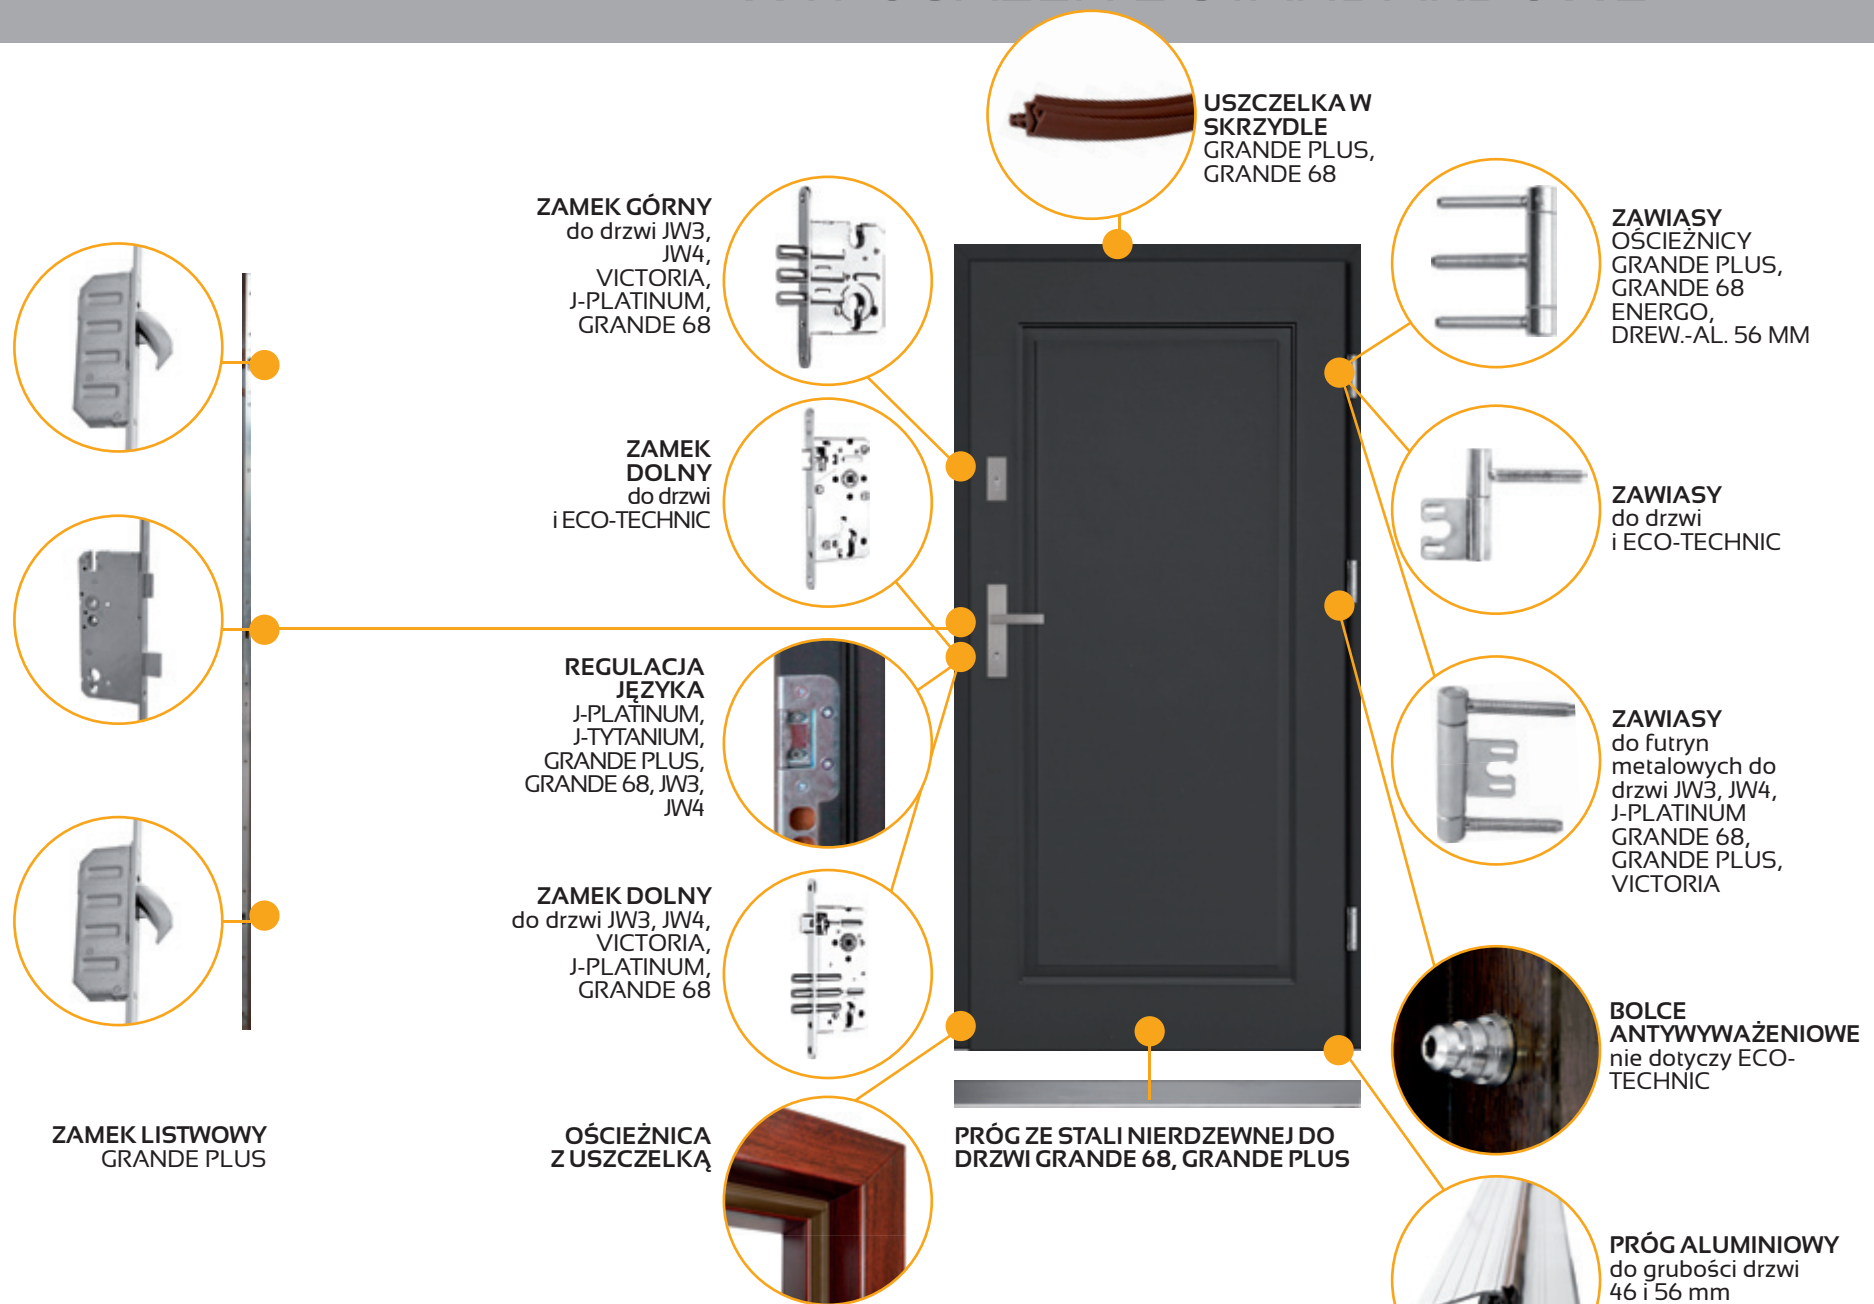 USZCZELKA W
SKRZYDLE
GRANDE PLUS,
GRANDE 68
ZAMEK GÓRNY
do drzwi JW3,
JW4,
VICTORIA,
J-PLATINUM,
GRANDE 68
ZAWIASY
OŚCIEŻNICY
GRANDE PLUS,
GRANDE 68
ENERGO,
DREW.-AL. 56 MM
ZAMEK
DOLNY
do drzwi
i ECO-TECHNIC
ZAWIASY
do drzwi
i ECO-TECHNIC
REGULACJA
JĘZYKA
J-PLATINUM,
J-TYTANIUM,
GRANDE PLUS,
GRANDE 68, JW3,
JW4
ZAWIASY
do futryn
metalowych do
drzwi JW3, JW4,
J-PLATINUM
GRANDE 68,
GRANDE PLUS,
VICTORIA
ZAMEK DOLNY
do drzwi JW3, JW4,
VICTORIA,
J-PLATINUM,
GRANDE 68
BOLCE
ANTYWYWAŻENIOWE
nie dotyczy ECO-
TECHNIC
ZAMEK LISTWOWY
GRANDE PLUS
OŚCIEŻNICA
Z USZCZELKĄ
PRÓG ZE STALI NIERDZEWNEJ DO
DRZWI GRANDE 68, GRANDE PLUS
PRÓG ALUMINIOWY
do grubości drzwi
46 i 56 mm